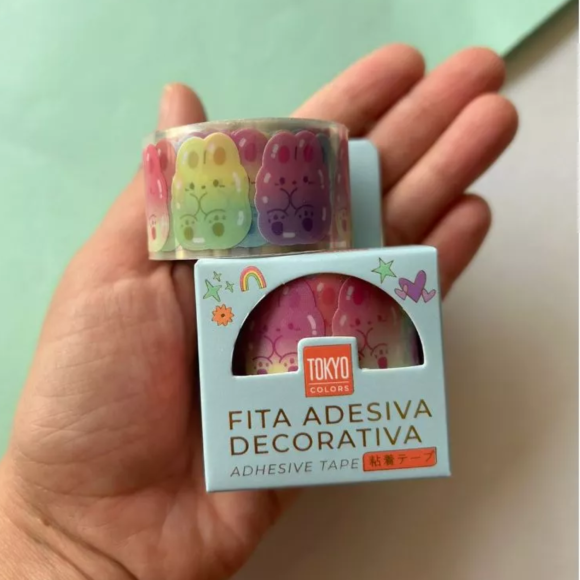 TOKYO
COLORS
FITA ADESIVA
DECORATIVA
ADHESIVE TAPE 粘着テープ